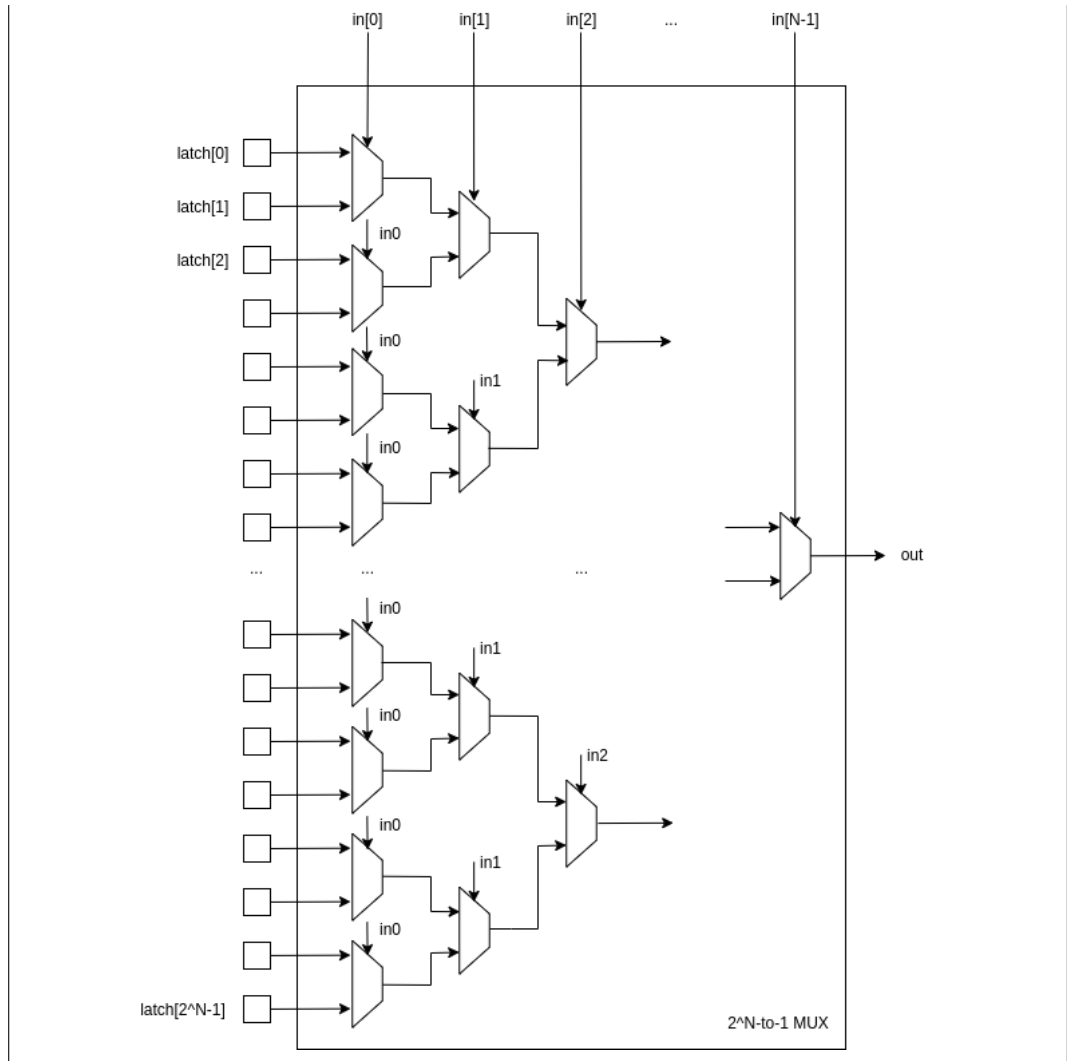 in[0] in[1] in[2] ... in[N-1]
latch[0]
latch[1]
in0
latch[2]
in0
in1
in0
out
... ... ...
in0
in1
in0
in2
in0
in1
in0
latch[2^N-1]
2^N-to-1 MUX